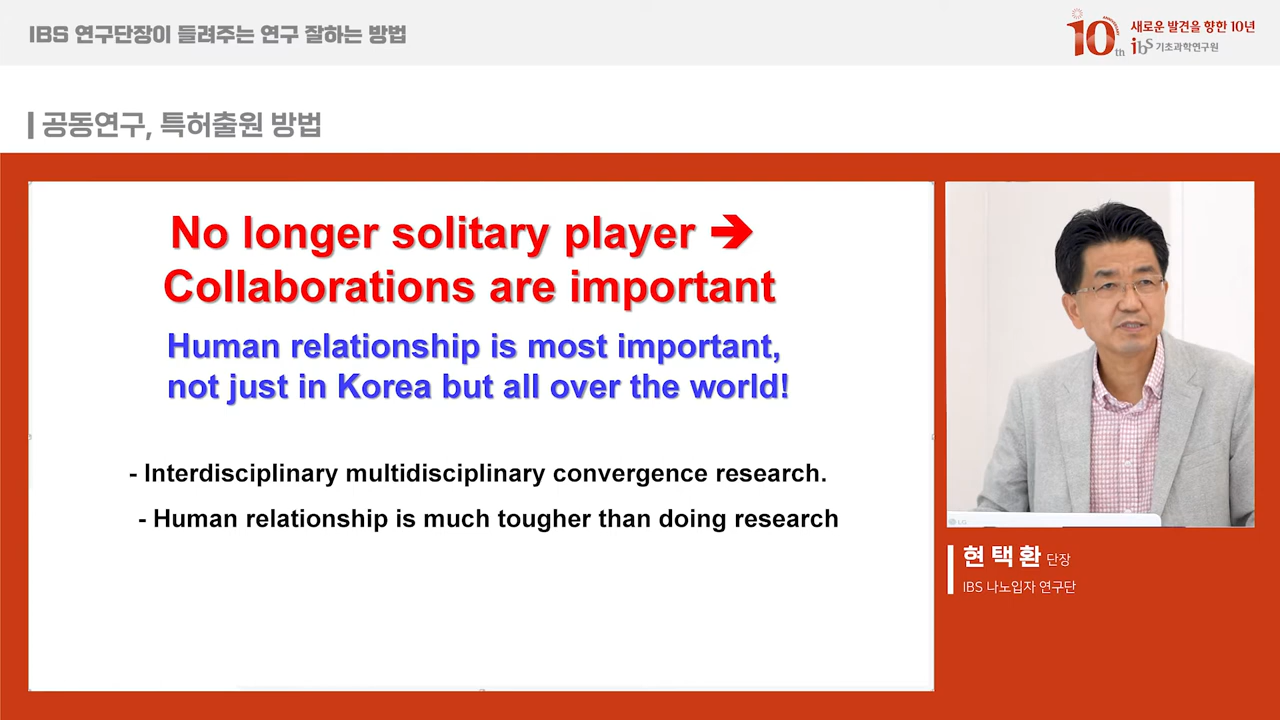 IBS 연구단장이 들려주는 연구 잘하는 방법
10th
ANNIVERSARY
새로운 발견을 향한 10년
ibS 기초과학연구원
공동연구, 특허출원 방법
No longer solitary player ➔
Collaborations are important
Human relationship is most important,
not just in Korea but all over the world!
- Interdisciplinary multidisciplinary convergence research.
- Human relationship is much tougher than doing research
LG
현택환 단장
IBS 나노입자 연구단